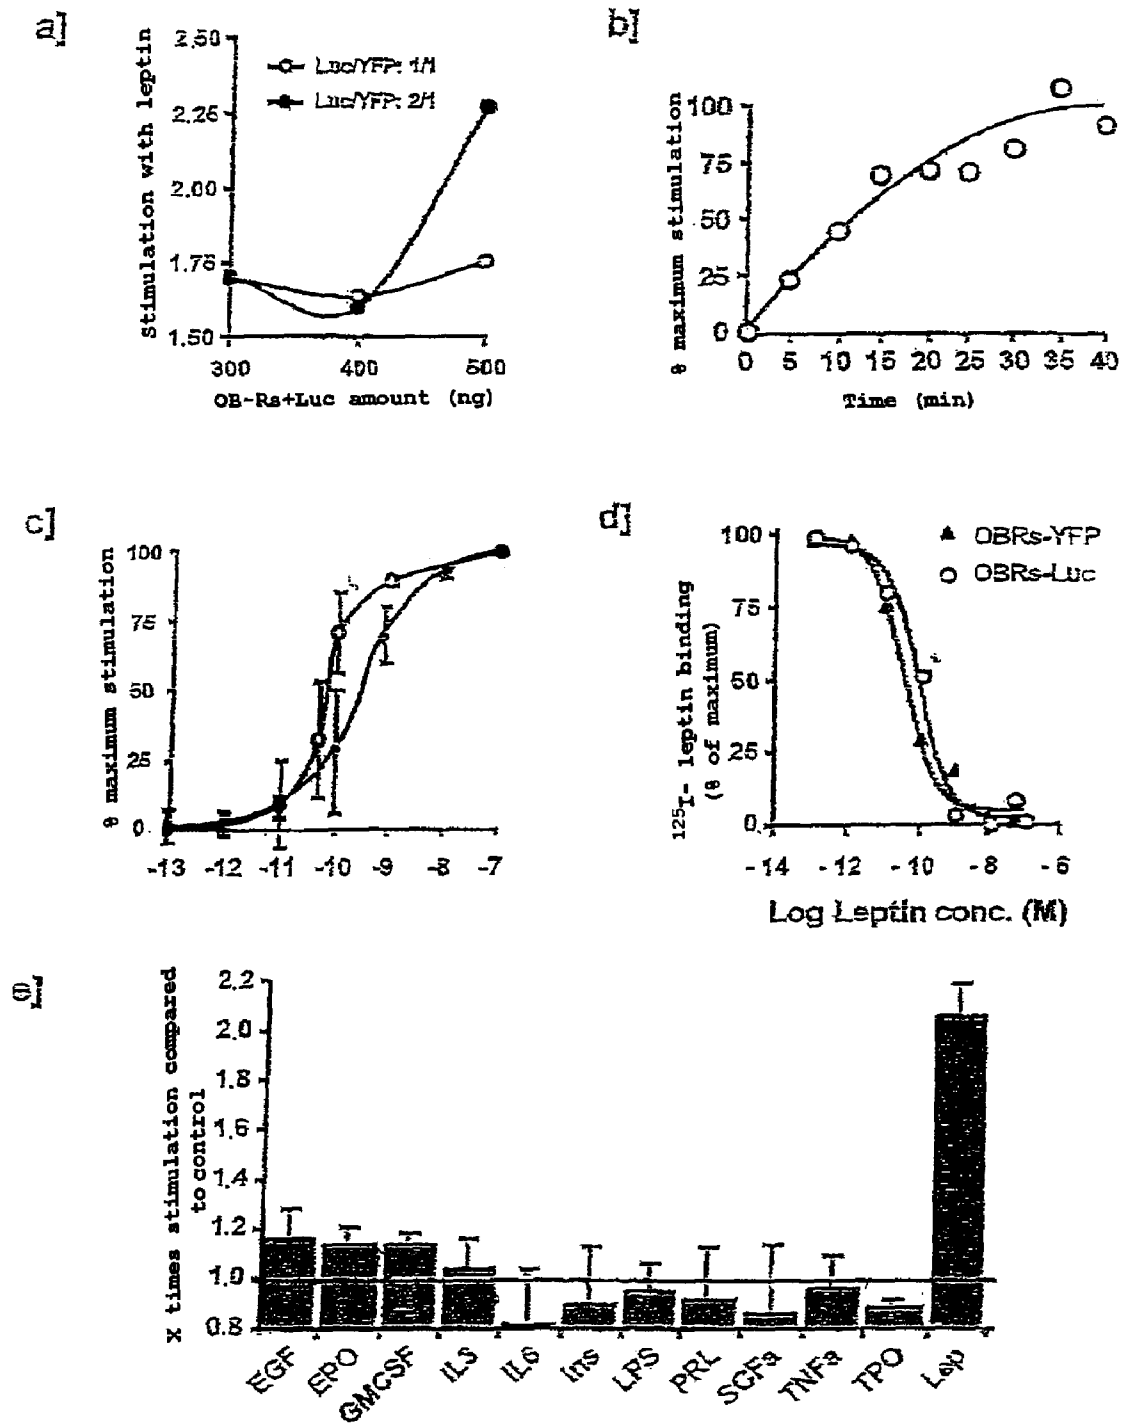 a]
Stimulation with leptin
2,50
2.25
2.00
1.75
1.50
Luc/YFP: 1/1
Luc/YFP: 2/1
300 400 500
OB-Rs+Luc amount (ng)
b]
% maximum stimulation
100
75
50
25
0
0 5 10 15 20 25 30 35 40
Time (min)
c]
% maximum stimulation
100
75
50
25
0
-13 -12 -11 -10 -9 -8 -7
d]
125I- leptin binding
(% of maximum)
100
75
50
25
0
OBRs-YFP
OBRs-Luc
-14 -12 -10 -8 -6
Log Leptin conc. (M)
X times stimulation compared
to control
2,2
2.0
1.8
1.6
1.4
1.2
1.0
0.8
EGF EPO GMCSF IL3 IL6 Ins LPS PRL SCFa TNFa TPO Lep